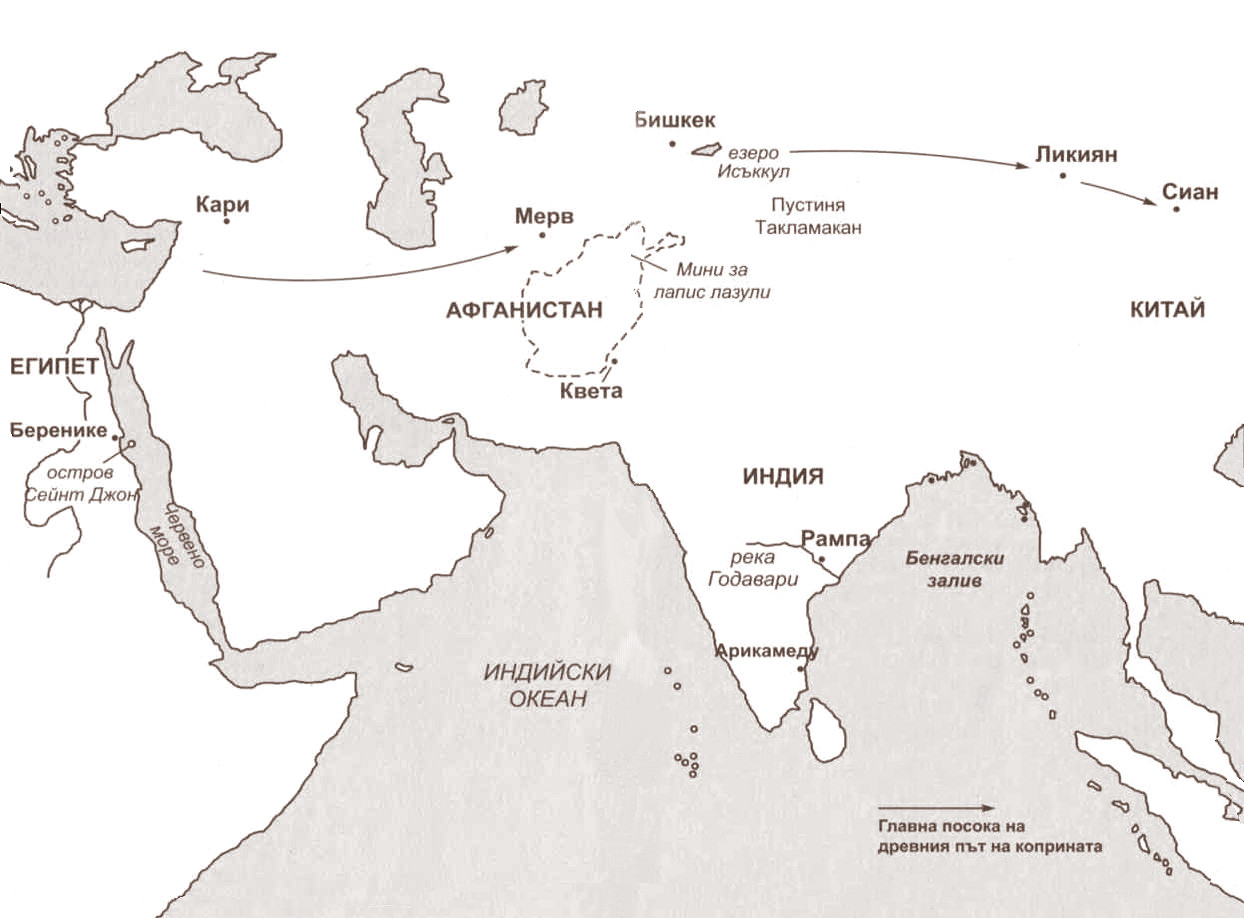 Бишкек
езеро
Исъккул
Ликиян
Сиан
Кари
Мерв
Пустиня
Такламакан
Мини за
лапис лазули
АФГАНИСТАН
КИТАЙ
ЕГИПЕТ
Квета
Беренике
остров
Сейнт Джон
Червено
море
ИНДИЯ
Рампа
река
Годавари
Бенгалски
залив
Арикамеду
ИНДИЙСКИ
ОКЕАН
Главна посока на
древния път на коприната